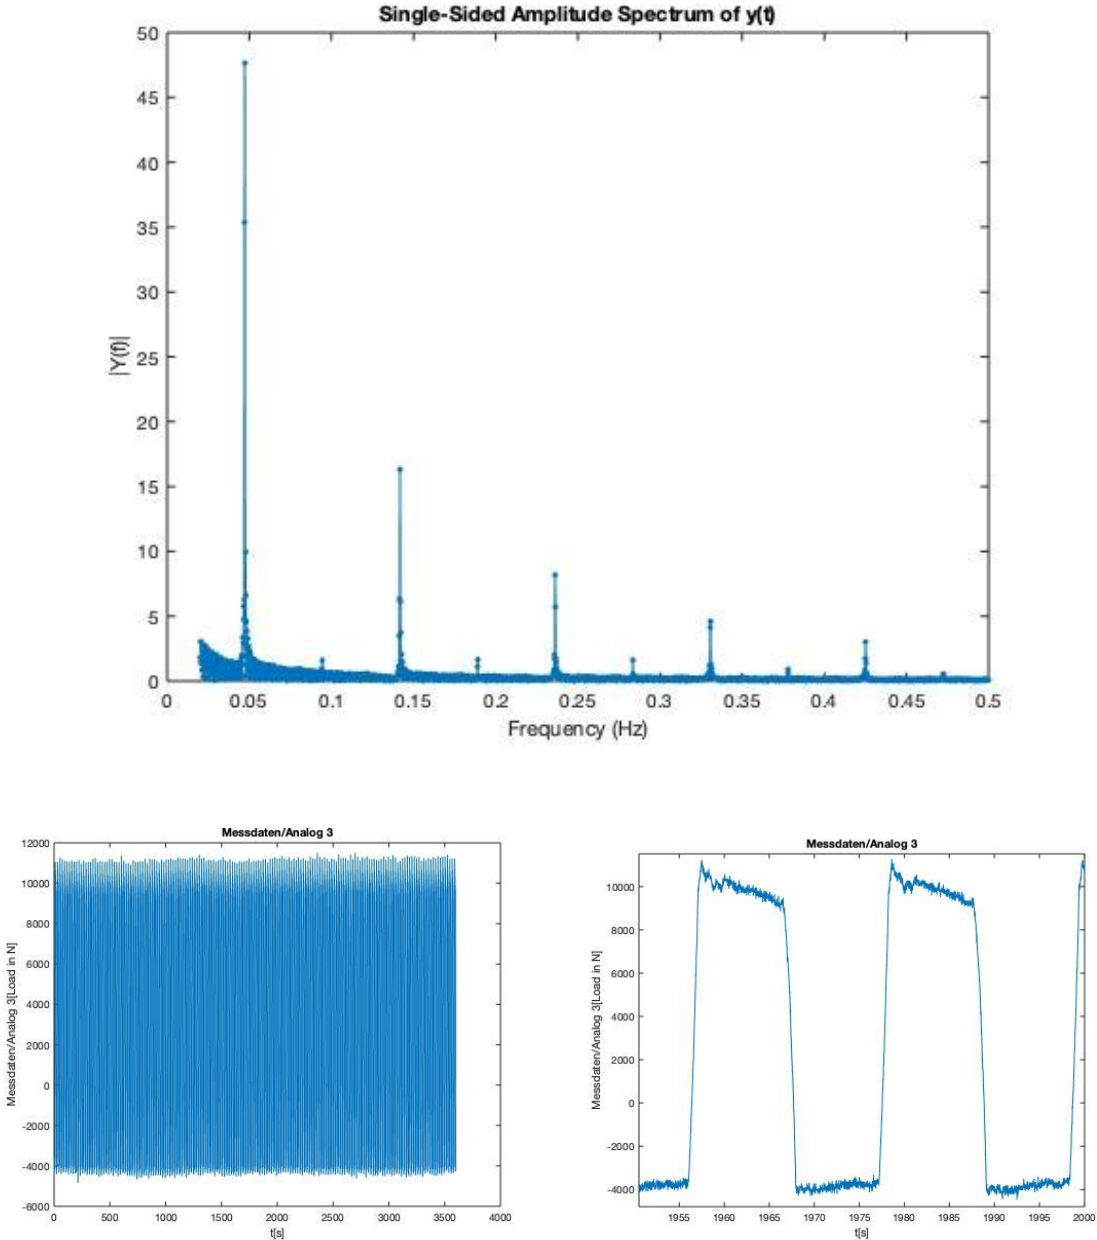 Single-Sided Amplitude Spectrum of y(t)
50
45
40
35
30
25
20
15
10
5
0
|Y(f)|
0 0.05 0.1 0.15 0.2 0.25 0.3 0.35 0.4 0.45 0.5
Frequency (Hz)
Messdaten/Analog 3
12000
10000
8000
6000
4000
2000
0
-2000
-4000
-6000
Messdaten/Analog 3[Load in N]
0 500 1000 1500 2000 2500 3000 3500 4000
t[s]
Messdaten/Analog 3
10000
8000
6000
4000
2000
0
-2000
-4000
Messdaten/Analog 3[Load in N]
1955 1960 1965 1970 1975 1980 1985 1990 1995 2000
t[s]